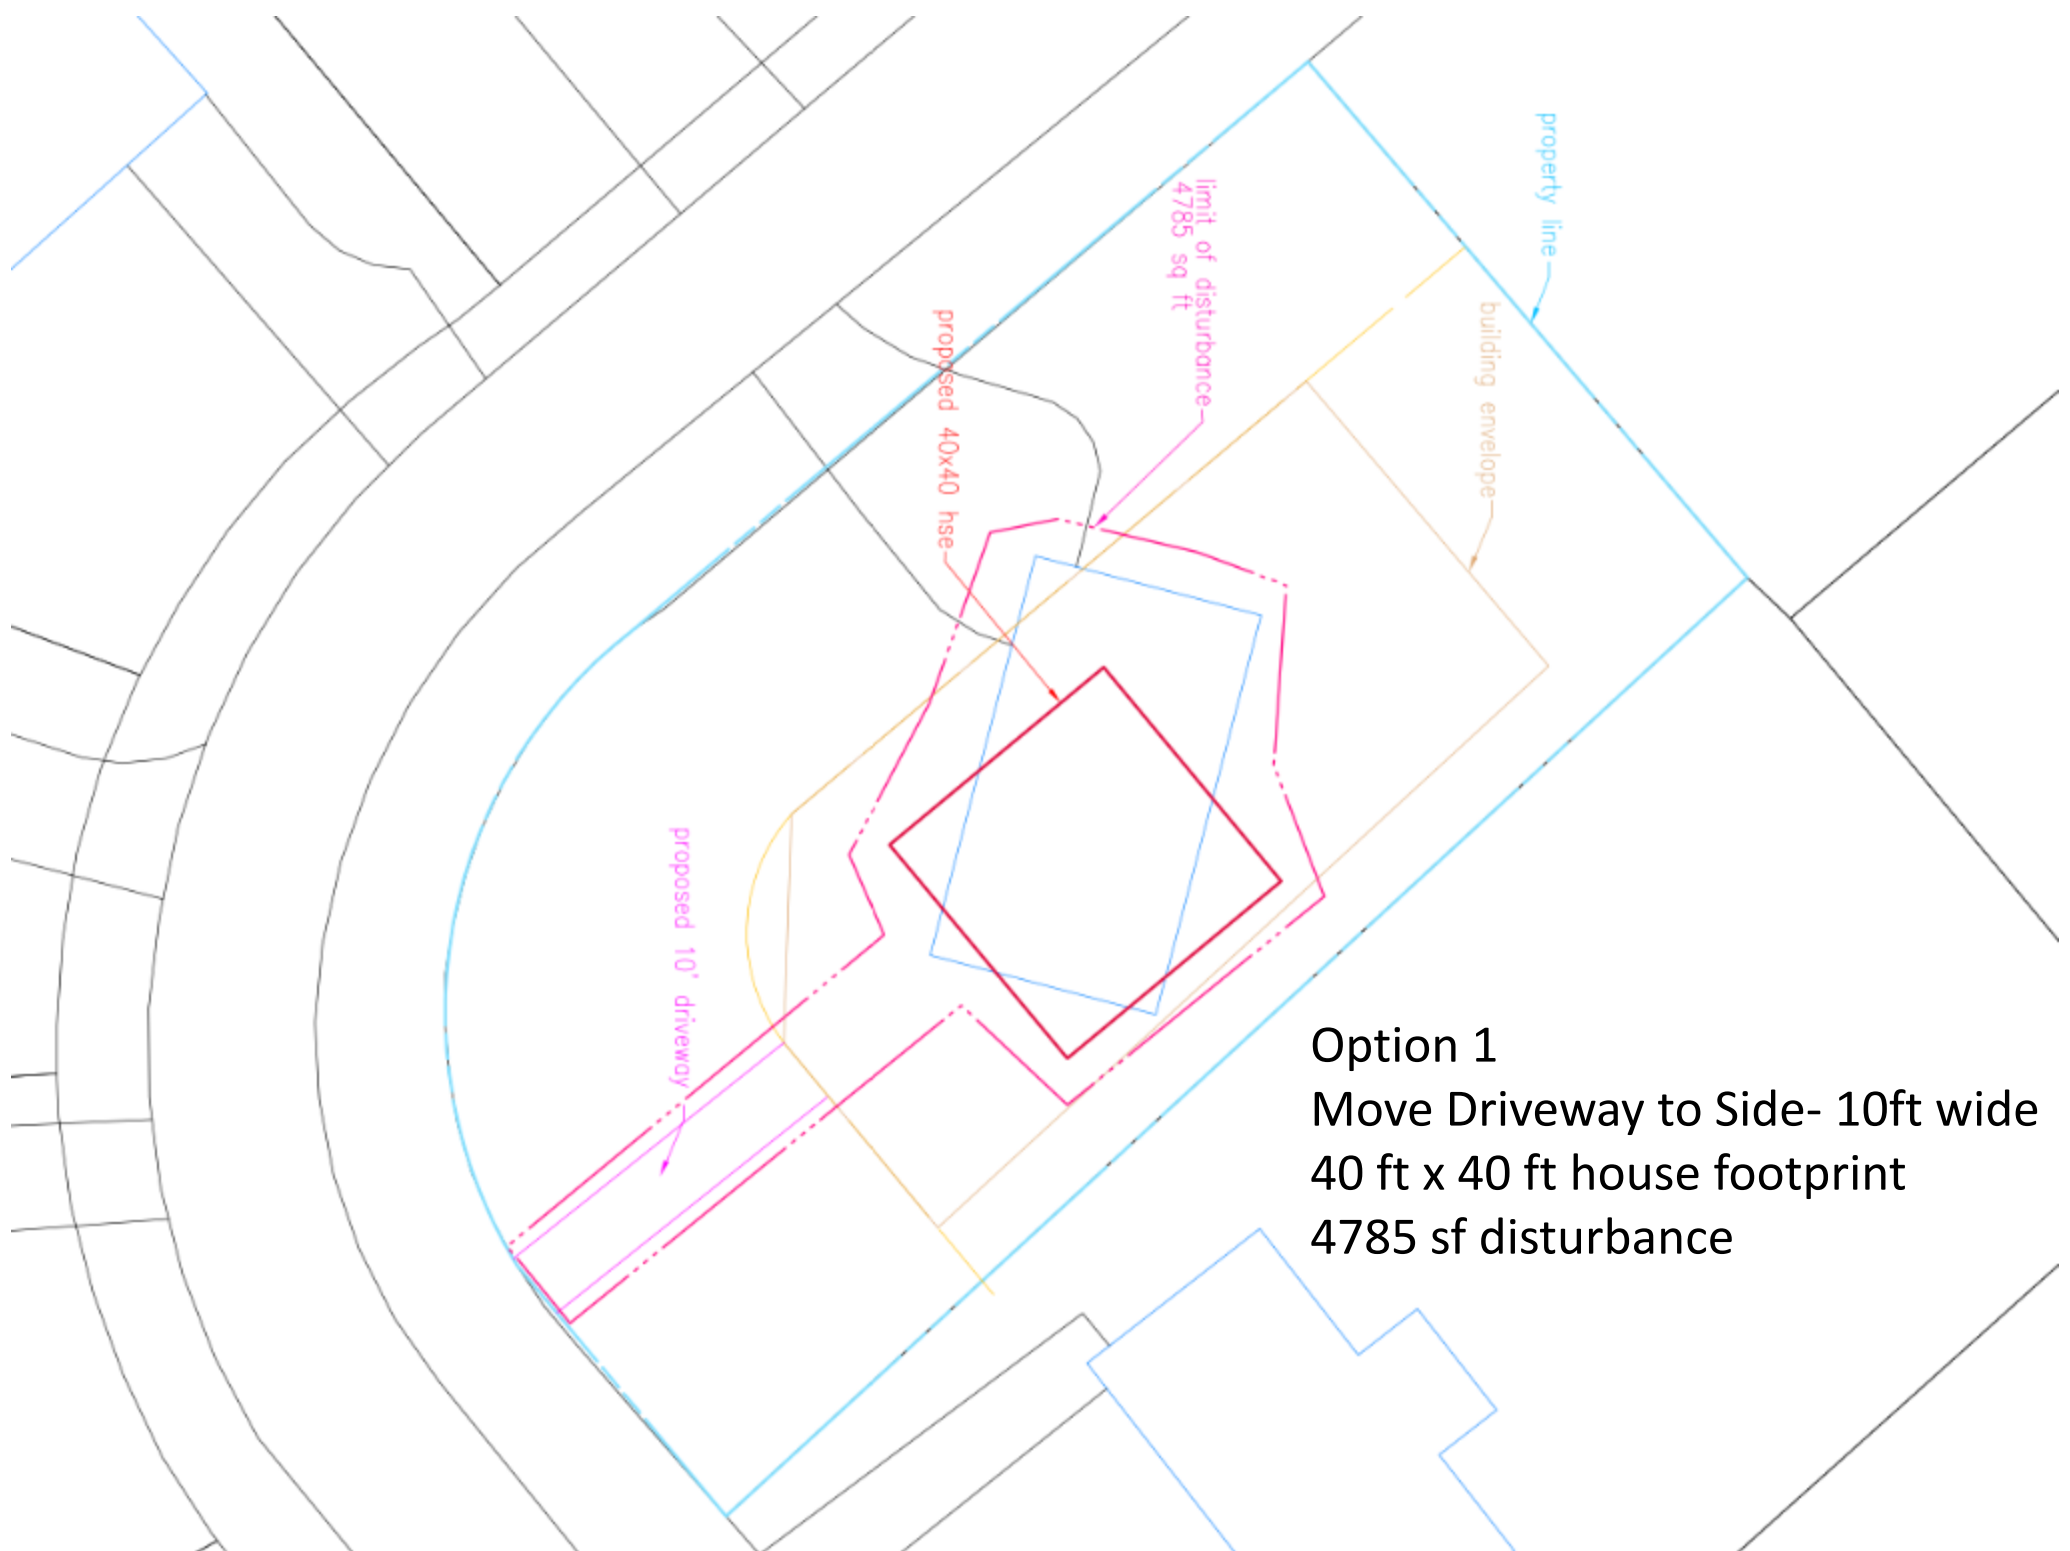 property line
limit of disturbance
4785 sq ft
building envelope
proposed 40x40 hse
proposed 10' driveway
Option 1
Move Driveway to Side- 10ft wide
40 ft x 40 ft house footprint
4785 sf disturbance